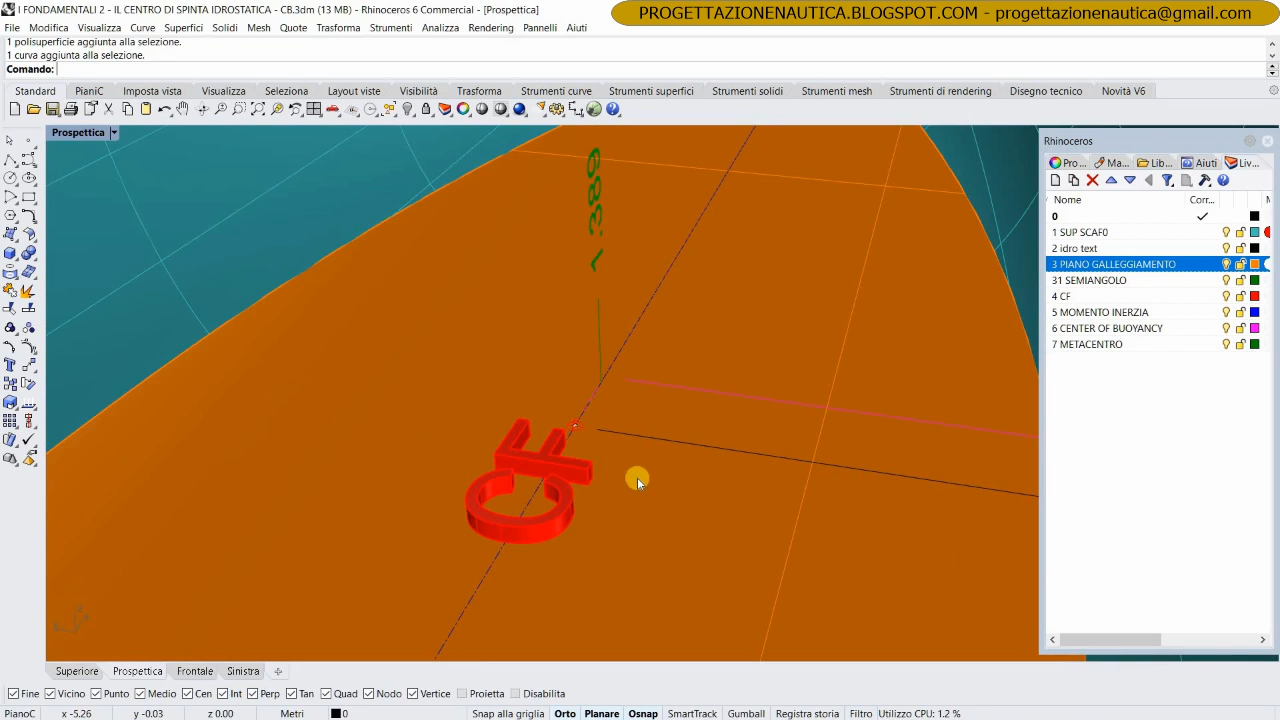 I FONDAMENTALI 2 - IL CENTRO DI SPINTA IDROSTATICA - CB.3dm (13 MB) - Rhinoceros 6 Commercial - [Prospettica]
PROGETTAZIONENAUTICA.BLOGSPOT.COM - progettazionenautica@gmail.com
File Modifica Visualizza Curve Superfici Solidi Mesh Quote Trasforma Strumenti Analizza Rendering Pannelli Aiuti
1 polisuperficie aggiunta alla selezione.
1 curva aggiunta alla selezione.
Comando:
Standard PianiC Imposta vista Visualizza Seleziona Layout viste Visibilità Trasforma Strumenti curve Strumenti superfici Strumenti solidi Strumenti mesh Strumenti di rendering Disegno tecnico Novità V6
Prospettica
Rhinoceros
Pro... Ma... Lib... Aiuti Liv...
Nome Corr...
0
1 SUP SCAF0
2 idro text
3 PIANO GALLEGGIAMENTO
31 SEMIANGOLO
4 CF
5 MOMENTO INERZIA
6 CENTER OF BUOYANCY
7 METACENTRO
CF
Superiore Prospettica Frontale Sinistra
Fine Vicino Punto Medio Cen Int Perp Tan Quad Nodo Vertice Proietta Disabilita
PianoC x -5.26 y -0.03 z 0.00 Metri 0 Snap alla griglia Orto Planare Osnap SmartTrack Gumball Registra storia Filtro Utilizzo CPU: 1.2 %